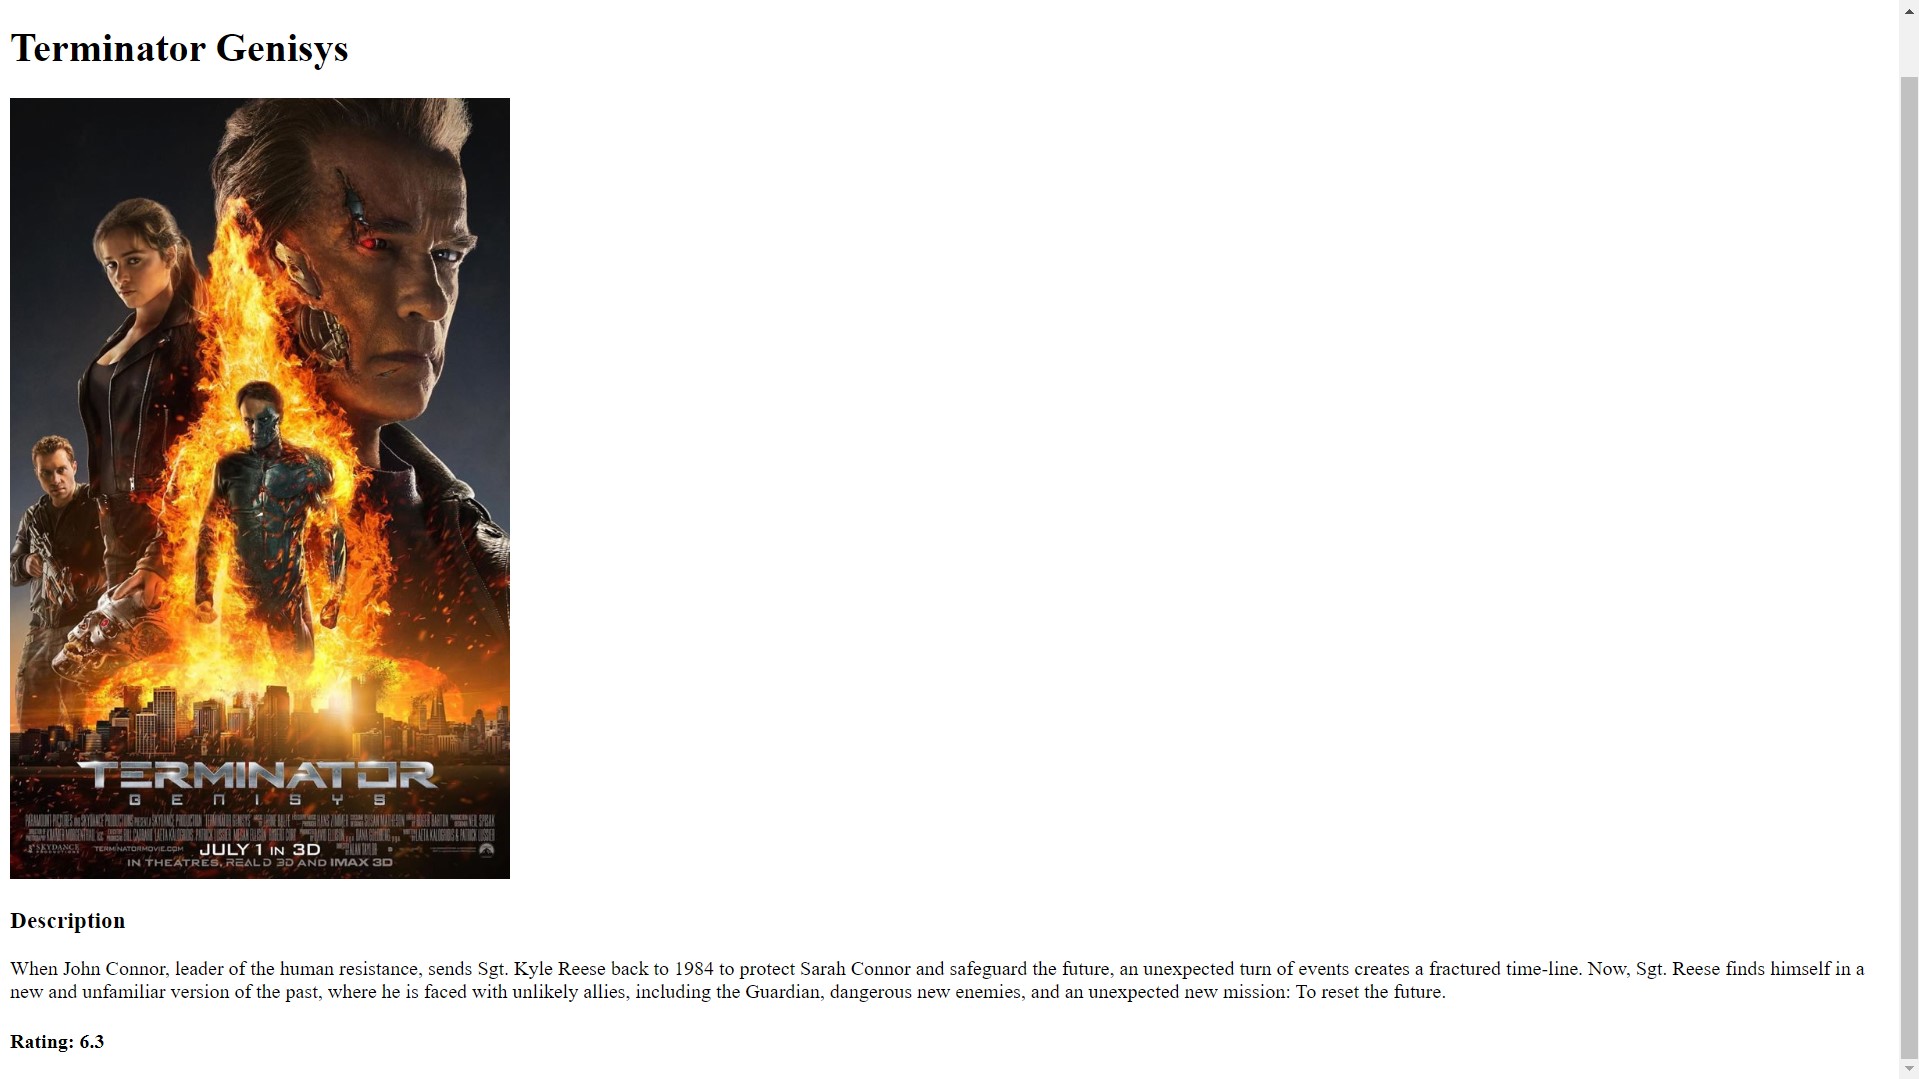 Terminator Genisys
TERMINATOR
GENISYS
SKYDANCE
TERMINATORMOVIE.COM
JULY 1 IN 3D
IN THEATRES, REALD 3D AND IMAX 3D
Description
When John Connor, leader of the human resistance, sends Sgt. Kyle Reese back to 1984 to protect Sarah Connor and safeguard the future, an unexpected turn of events creates a fractured time-line. Now, Sgt. Reese finds himself in a
new and unfamiliar version of the past, where he is faced with unlikely allies, including the Guardian, dangerous new enemies, and an unexpected new mission: To reset the future.
Rating: 6.3